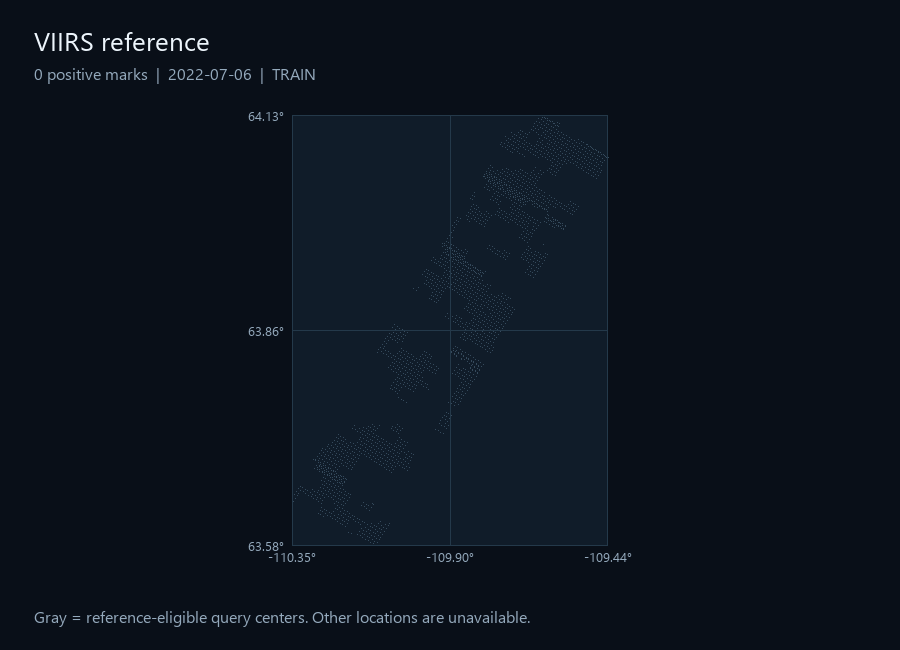 VIIRS reference
0 positive marks | 2022-07-06 | TRAIN
64.13°
63.86°
63.58°
-110.35° -109.90° -109.44°
Gray = reference-eligible query centers. Other locations are unavailable.